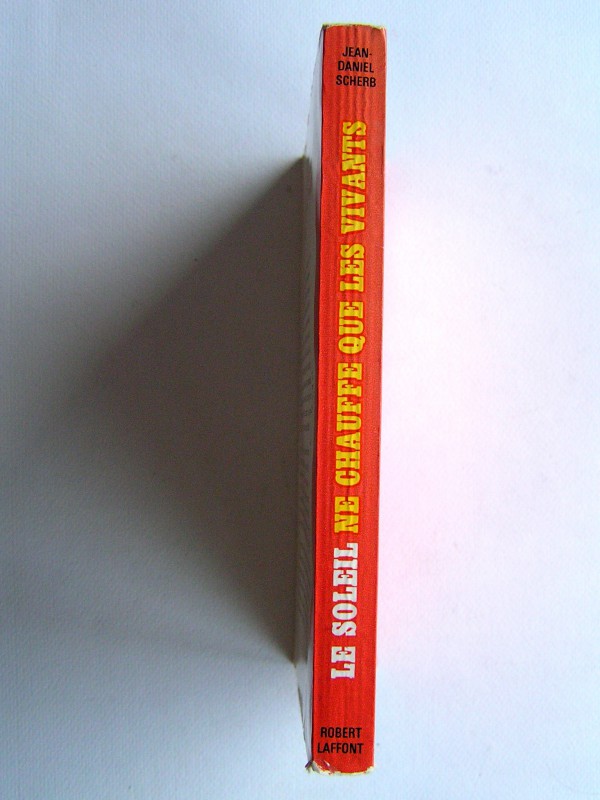 JEAN-
DANIEL
SCHERB
LE SOLEIL NE CHAUFFE QUE LES VIVANTS
ROBERT
LAFFONT